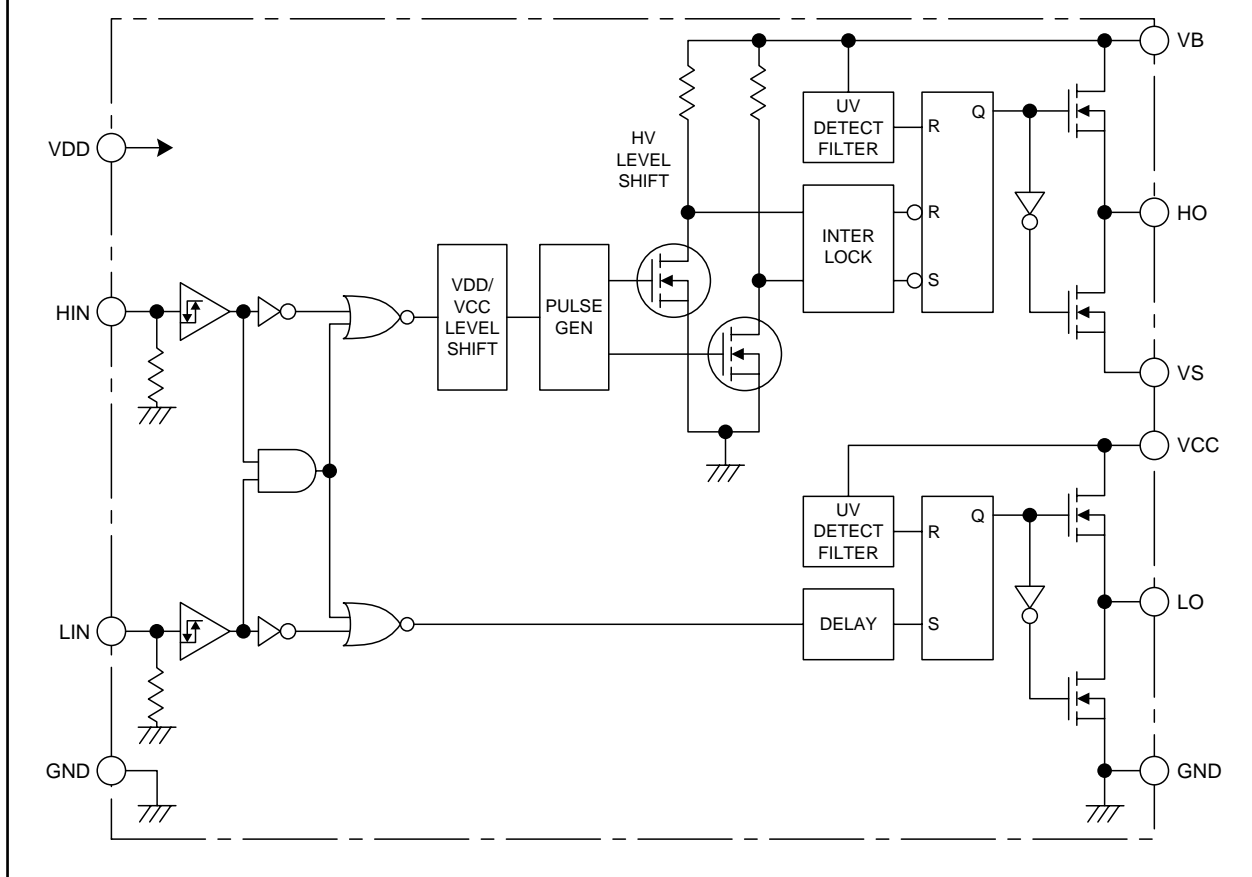 VB
UV
DETECT
FILTER
R
Q
VDD
HV
LEVEL
SHIFT
R
HO
INTER
LOCK
S
VDD/
VCC
LEVEL
SHIFT
PULSE
GEN
HIN
VS
VCC
UV
DETECT
FILTER
R
Q
LIN
DELAY
S
LO
GND
GND